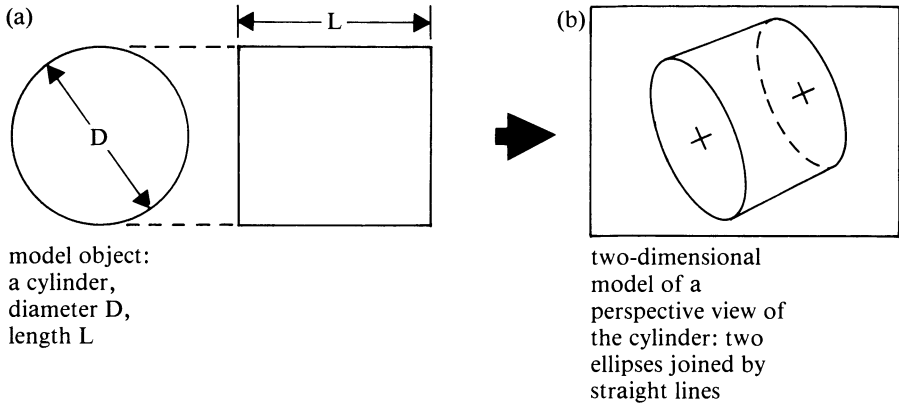 (a)
L
D
model object:
a cylinder,
diameter D,
length L
(b)
two-dimensional
model of a
perspective view of
the cylinder: two
ellipses joined by
straight lines